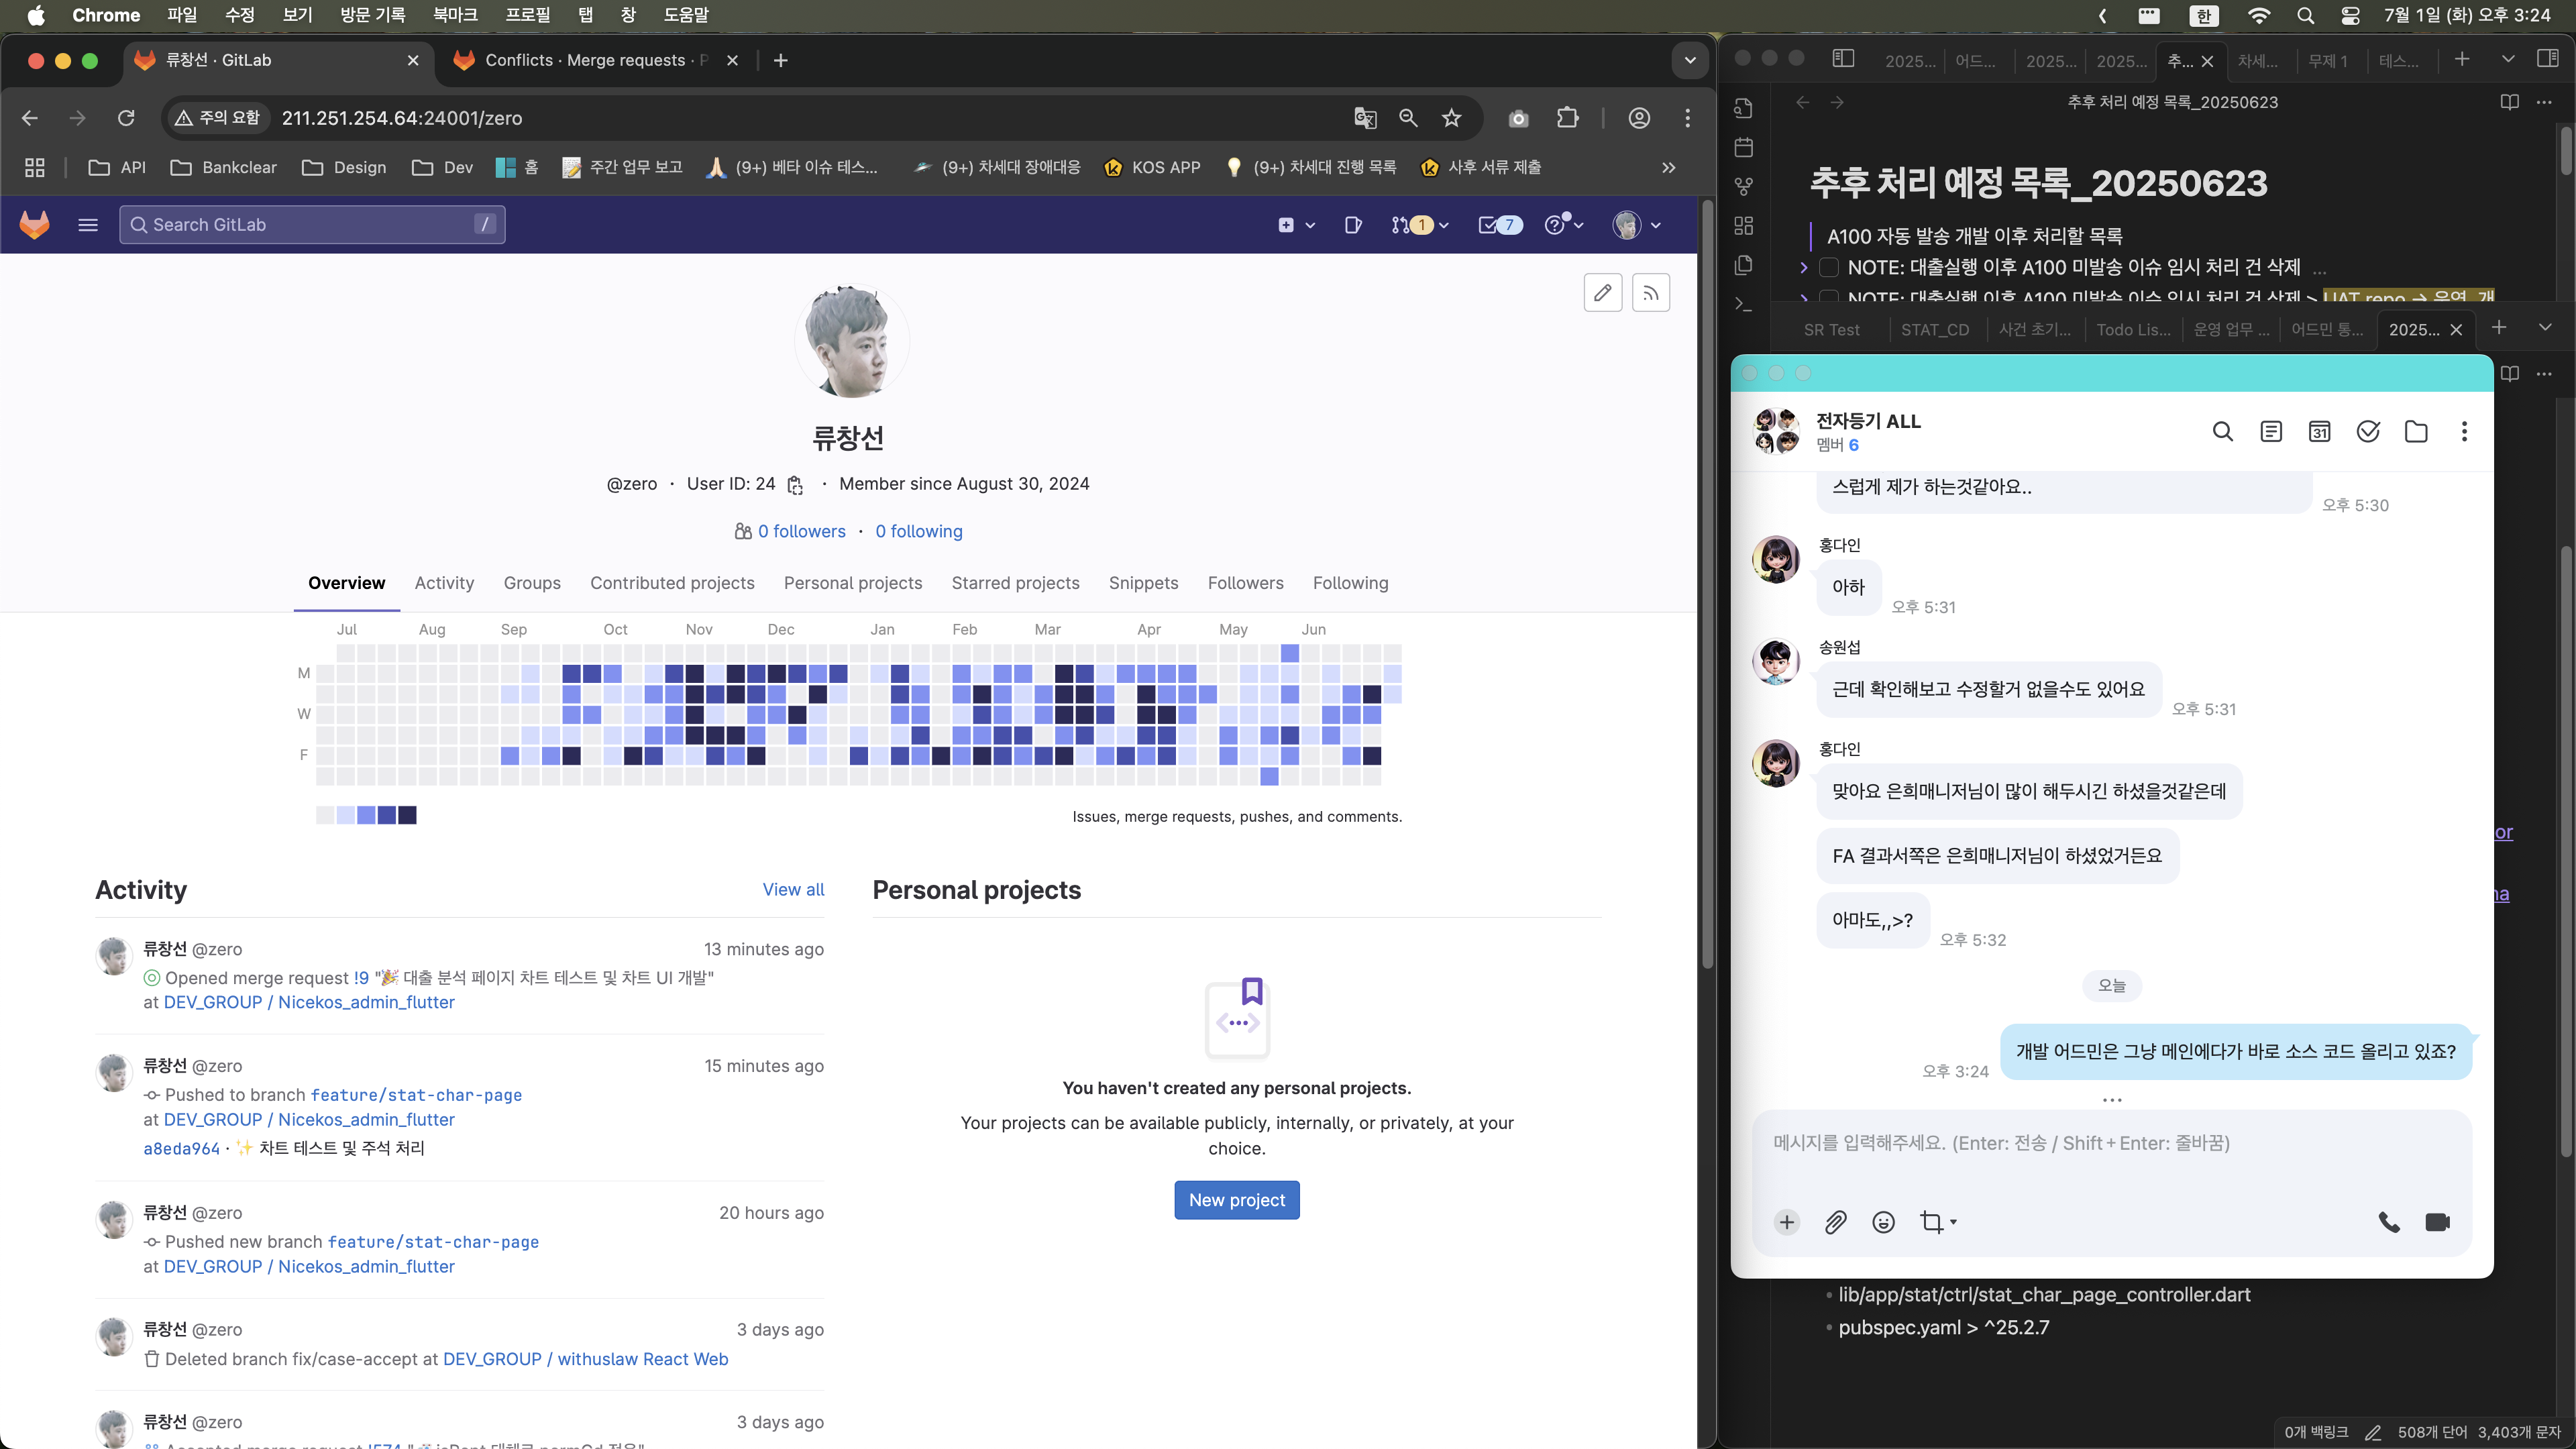 Chrome 파일 수정 보기 방문 기록 북마크 프로필 탭 창 도움말
한 7월 1일 (화) 오후 3:24
류창선 · GitLab
Conflicts · Merge requests ·
주의 요함 211.251.254.64:24001/zero
API Bankclear Design Dev 홈 주간 업무 보고 (9+) 베타 이슈 테스... (9+) 차세대 장애대응 KOS APP (9+) 차세대 진행 목록 사후 서류 제출
Search GitLab /
1 7
류창선
@zero · User ID: 24 · Member since August 30, 2024
0 followers · 0 following
Overview Activity Groups Contributed projects Personal projects Starred projects Snippets Followers Following
Jul Aug Sep Oct Nov Dec Jan Feb Mar Apr May Jun
M
W
F
Issues, merge requests, pushes, and comments.
Activity
View all
류창선 @zero 13 minutes ago
Opened merge request !9 "🎉 대출 분석 페이지 차트 테스트 및 차트 UI 개발"
at DEV_GROUP / Nicekos_admin_flutter
류창선 @zero 15 minutes ago
Pushed to branch feature/stat-char-page
at DEV_GROUP / Nicekos_admin_flutter
a8eda964 · ✨ 차트 테스트 및 주석 처리
류창선 @zero 20 hours ago
Pushed new branch feature/stat-char-page
at DEV_GROUP / Nicekos_admin_flutter
류창선 @zero 3 days ago
Deleted branch fix/case-accept at DEV_GROUP / withuslaw React Web
류창선 @zero 3 days ago
Personal projects
You haven't created any personal projects.
Your projects can be available publicly, internally, or privately, at your
choice.
New project
2025... 어드... 2025... 2025... 추... 차세... 무제 1 테스...
추후 처리 예정 목록_20250623
추후 처리 예정 목록_20250623
A100 자동 발송 개발 이후 처리할 목록
NOTE: 대출실행 이후 A100 미발송 이슈 임시 처리 건 삭제 ...
NOTE: 대출실행 이후 A100 미발송 이슈 임시 처리 건 삭제 > UAT repo → 운영, 개
SR Test STAT_CD 사건 초기... Todo Lis... 운영 업무 ... 어드민 통... 2025...
전자등기 ALL
멤버 6
31
스럽게 제가 하는것같아요..
오후 5:30
홍다인
아하
오후 5:31
송원섭
근데 확인해보고 수정할거 없을수도 있어요
오후 5:31
홍다인
맞아요 은희매니저님이 많이 해두시긴 하셨을것같은데
FA 결과서쪽은 은희매니저님이 하셨었거든요
아마도,,>?
오후 5:32
오늘
개발 어드민은 그냥 메인에다가 바로 소스 코드 올리고 있죠?
오후 3:24
메시지를 입력해주세요. (Enter: 전송 / Shift + Enter: 줄바꿈)
or
na
lib/app/stat/ctrl/stat_char_page_controller.dart
pubspec.yaml > ^25.2.7
0개 백링크 508개 단어 3,403개 문자